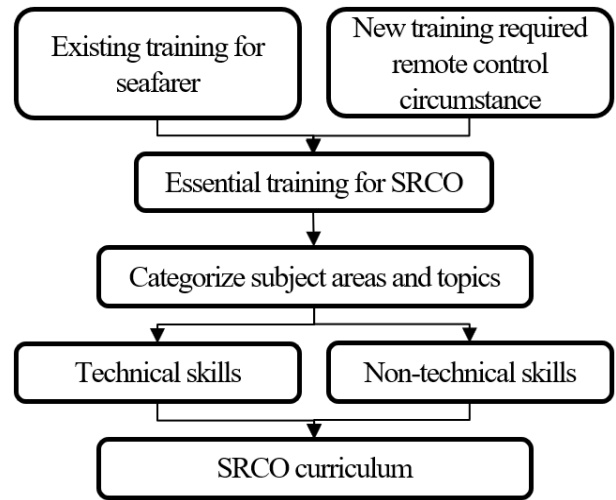 Existing training for
seafarer
New training required
remote control
circumstance
Essential training for SRCO
Categorize subject areas and topics
Technical skills
Non-technical skills
SRCO curriculum